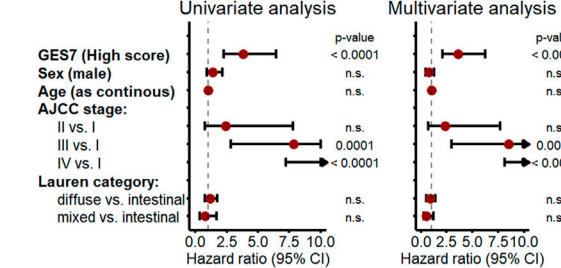 Univariate analysis Multivariate analysis
p-value
GES7 (High score) < 0.0001
Sex (male) n.s. n.s.
Age (as continous) n.s. n.s.
AJCC stage:
II vs. I n.s. n.s.
III vs. I 0.0001
IV vs. I < 0.0001
Lauren category:
diffuse vs. intestinal n.s. n.s.
mixed vs. intestinal n.s. n.s.
0.0 2.5 5.0 7.5 10.0 0.0 2.5 5.0 7.5 10.0
Hazard ratio (95% CI) Hazard ratio (95% CI)